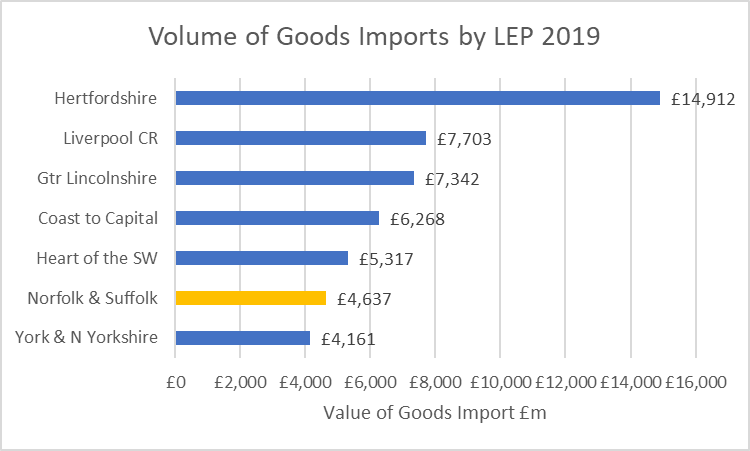 Volume of Goods Imports by LEP 2019
Hertfordshire £14,912
Liverpool CR £7,703
Gtr Lincolnshire £7,342
Coast to Capital £6,268
Heart of the SW £5,317
Norfolk & Suffolk £4,637
York & N Yorkshire £4,161
£0 £2,000 £4,000 £6,000 £8,000 £10,000 £12,000 £14,000 £16,000
Value of Goods Import £m